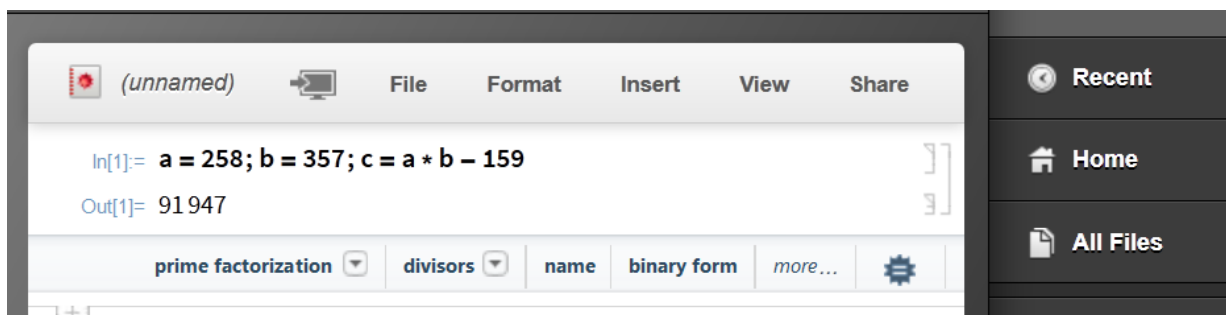 (unnamed) File Format Insert View Share
Recent
In[1]:= a = 258; b = 357; c = a * b – 159
Home
Out[1]= 91 947
All Files
prime factorization divisors name binary form more...